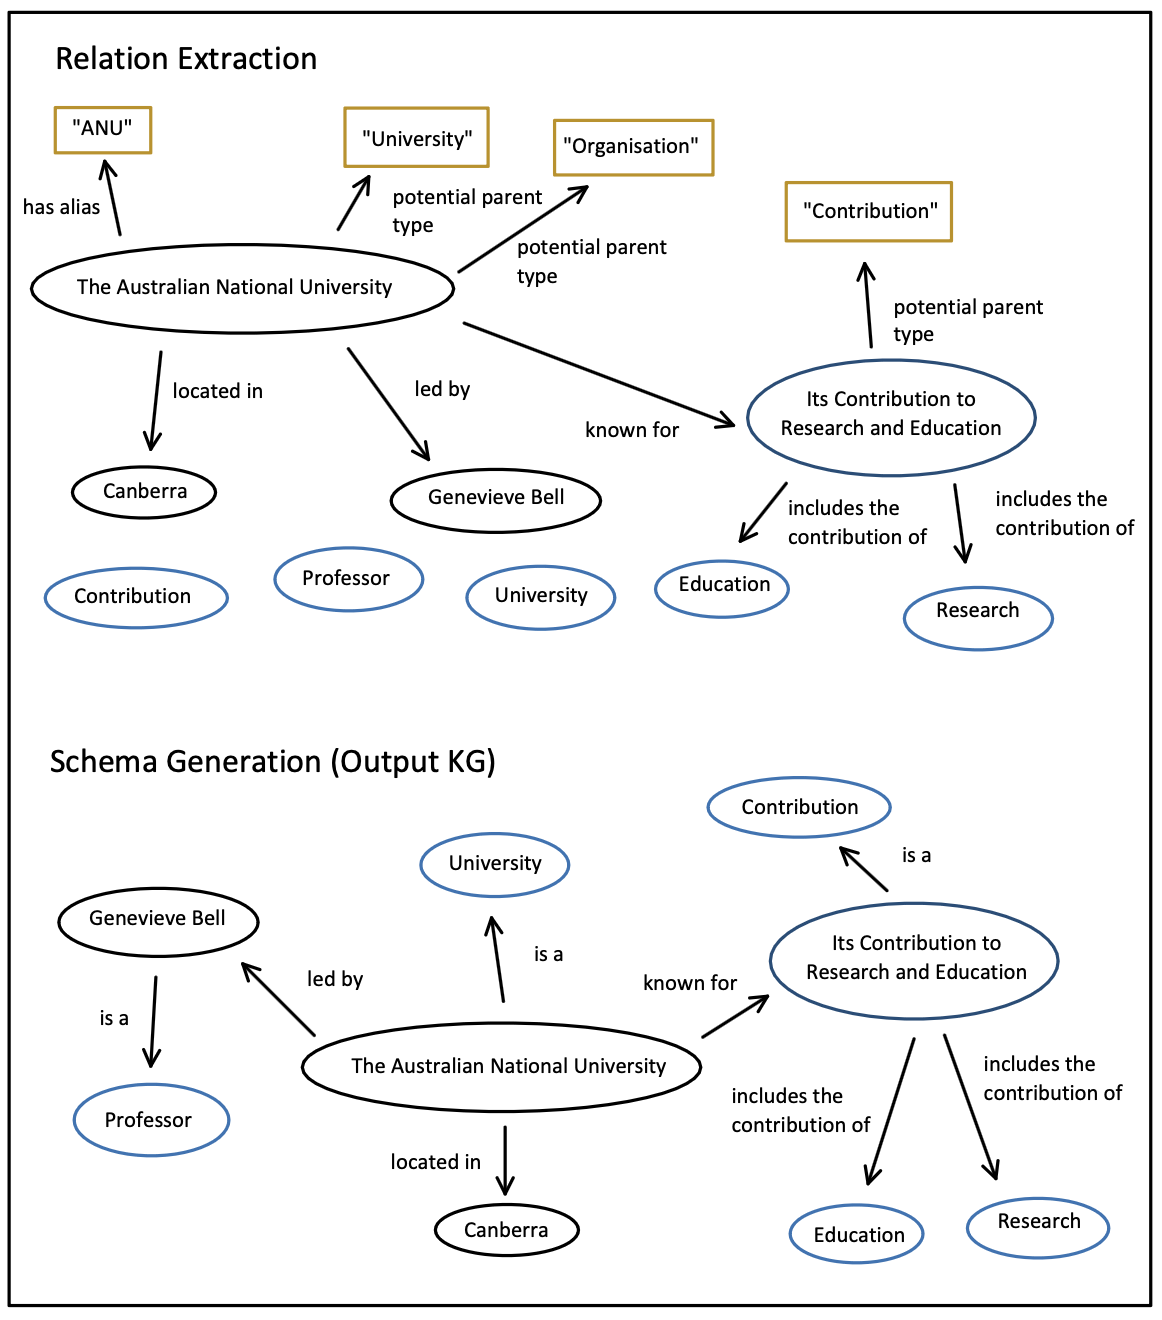 Relation Extraction
"ANU"
"University"
"Organisation"
"Contribution"
has alias
potential parent
type
potential parent
type
The Australian National University
potential parent
type
located in
led by
known for
Its Contribution to
Research and Education
Canberra
Genevieve Bell
includes the
contribution of
includes the
contribution of
Contribution
Professor
University
Education
Research
Schema Generation (Output KG)
Contribution
University
is a
Genevieve Bell
Its Contribution to
Research and Education
led by
is a
known for
is a
The Australian National University
includes the
contribution of
includes the
contribution of
Professor
located in
Canberra
Education
Research